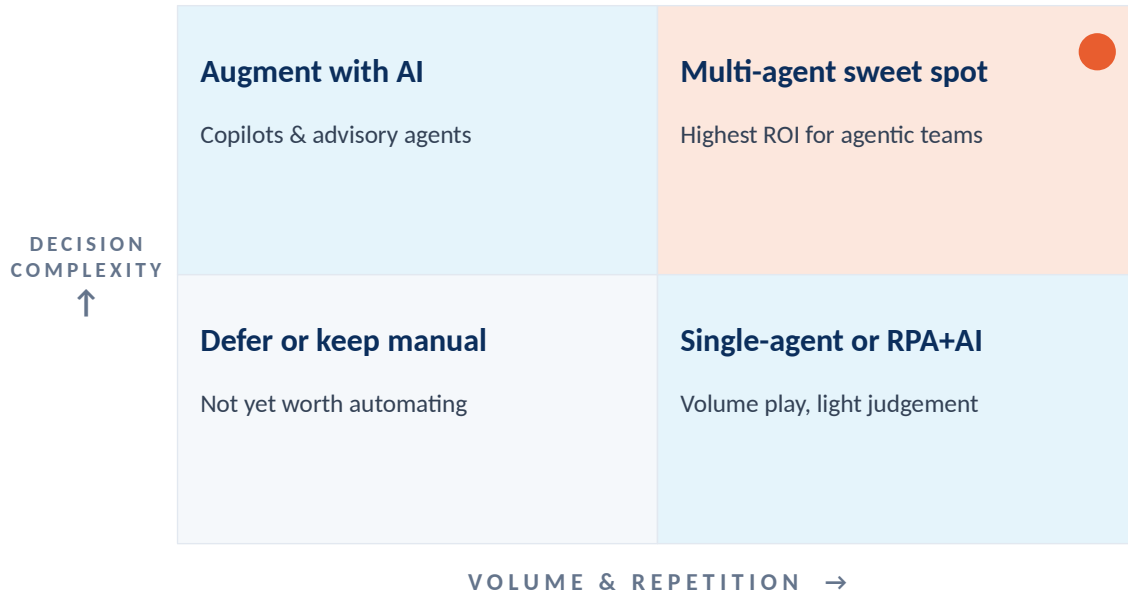 Augment with AI
Copilots & advisory agents
Multi-agent sweet spot
Highest ROI for agentic teams
DECISION
COMPLEXITY
↑
Defer or keep manual
Not yet worth automating
Single-agent or RPA+AI
Volume play, light judgement
VOLUME & REPETITION →